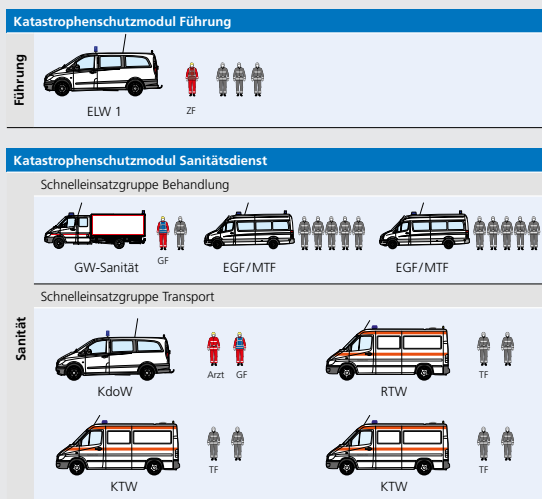 Katastrophenschutzmodul Führung
Führung
ELW 1
ZF
Katastrophenschutzmodul Sanitätsdienst
Sanität
Schnelleinsatzgruppe Behandlung
GW-Sanität
GF
EGF/MTF
EGF/MTF
Schnelleinsatzgruppe Transport
KdoW
Arzt
GF
RTW
TF
KTW
TF
KTW
TF